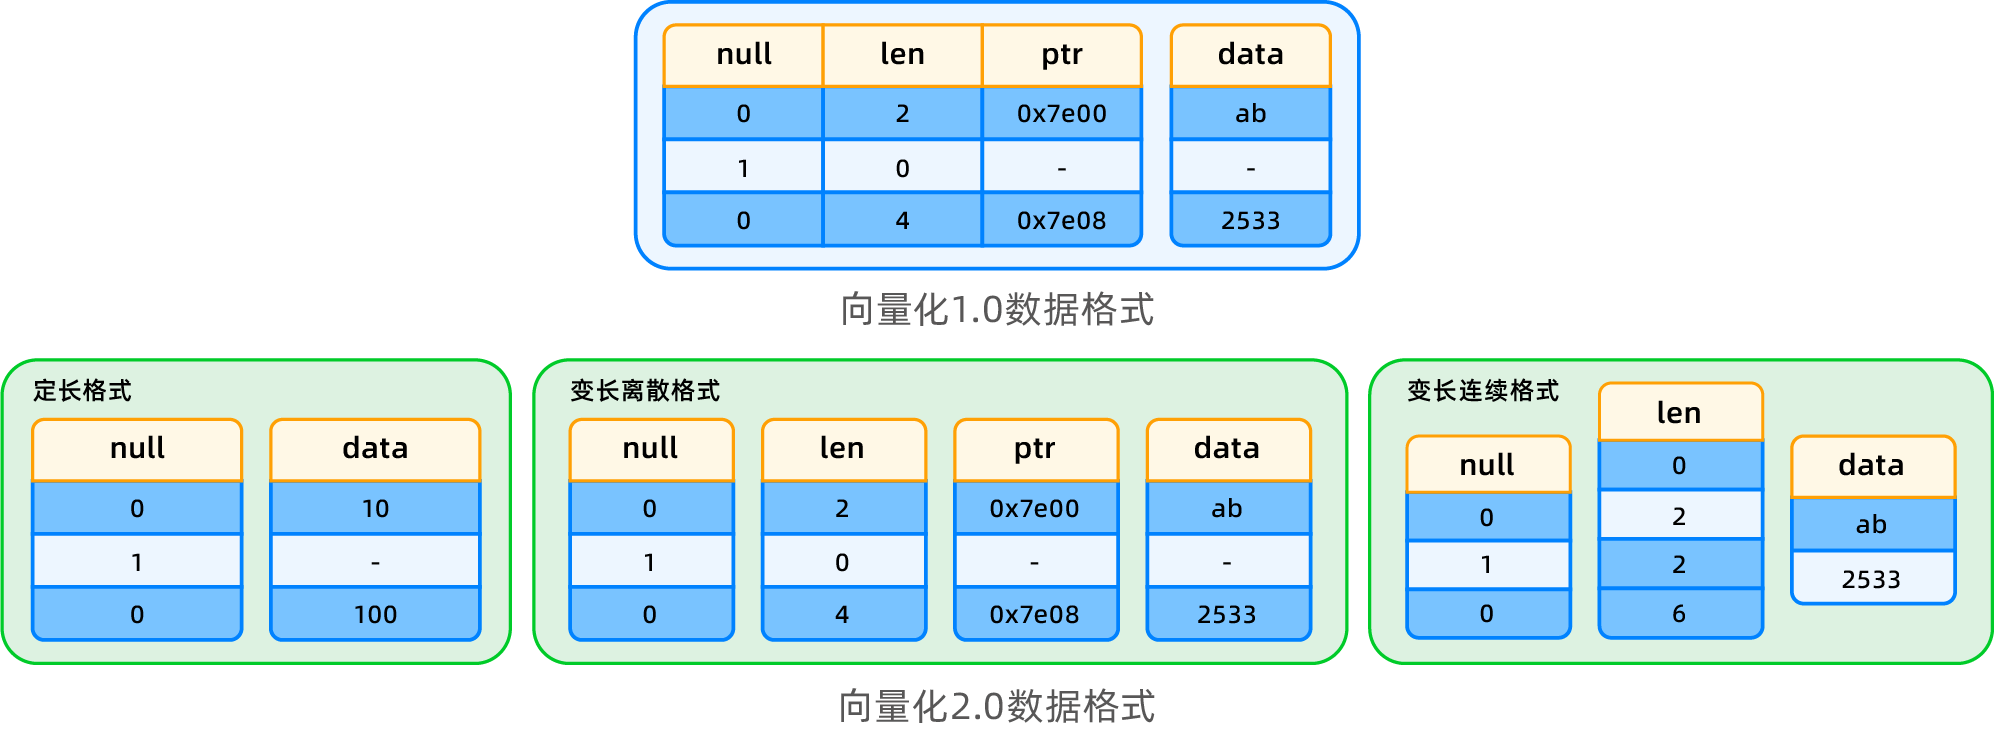 null len ptr data
0 2 0x7e00 ab
1 0 - -
0 4 0x7e08 2533
向量化1.0数据格式
定长格式
null data
0 10
1 -
0 100
变长离散格式
null len ptr data
0 2 0x7e00 ab
1 0 - -
0 4 0x7e08 2533
变长连续格式
null
0
1
0
len
0
2
2
6
data
ab
2533
向量化2.0数据格式